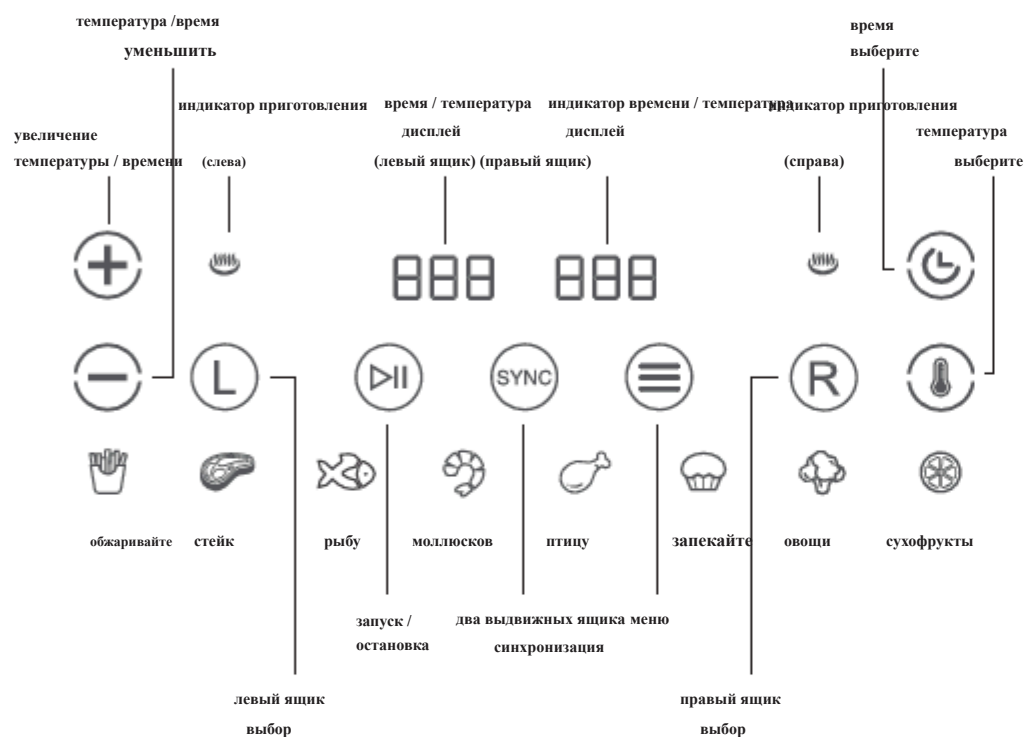 температура /время
уменьшить
время
выберите
индикатор приготовления
время / температура
дисплей
индикатор времени / температура
дисплей
индикатор приготовления
увеличение
температуры / времени
(слева)
(левый ящик) (правый ящик)
(справа)
температура
выберите
888 888
L
SYNC
R
обжаривайте стейк рыбу моллюсков птицу запекайте овощи сухофрукты
запуск /
остановка
два выдвижных ящика меню
синхронизация
левый ящик
выбор
правый ящик
выбор